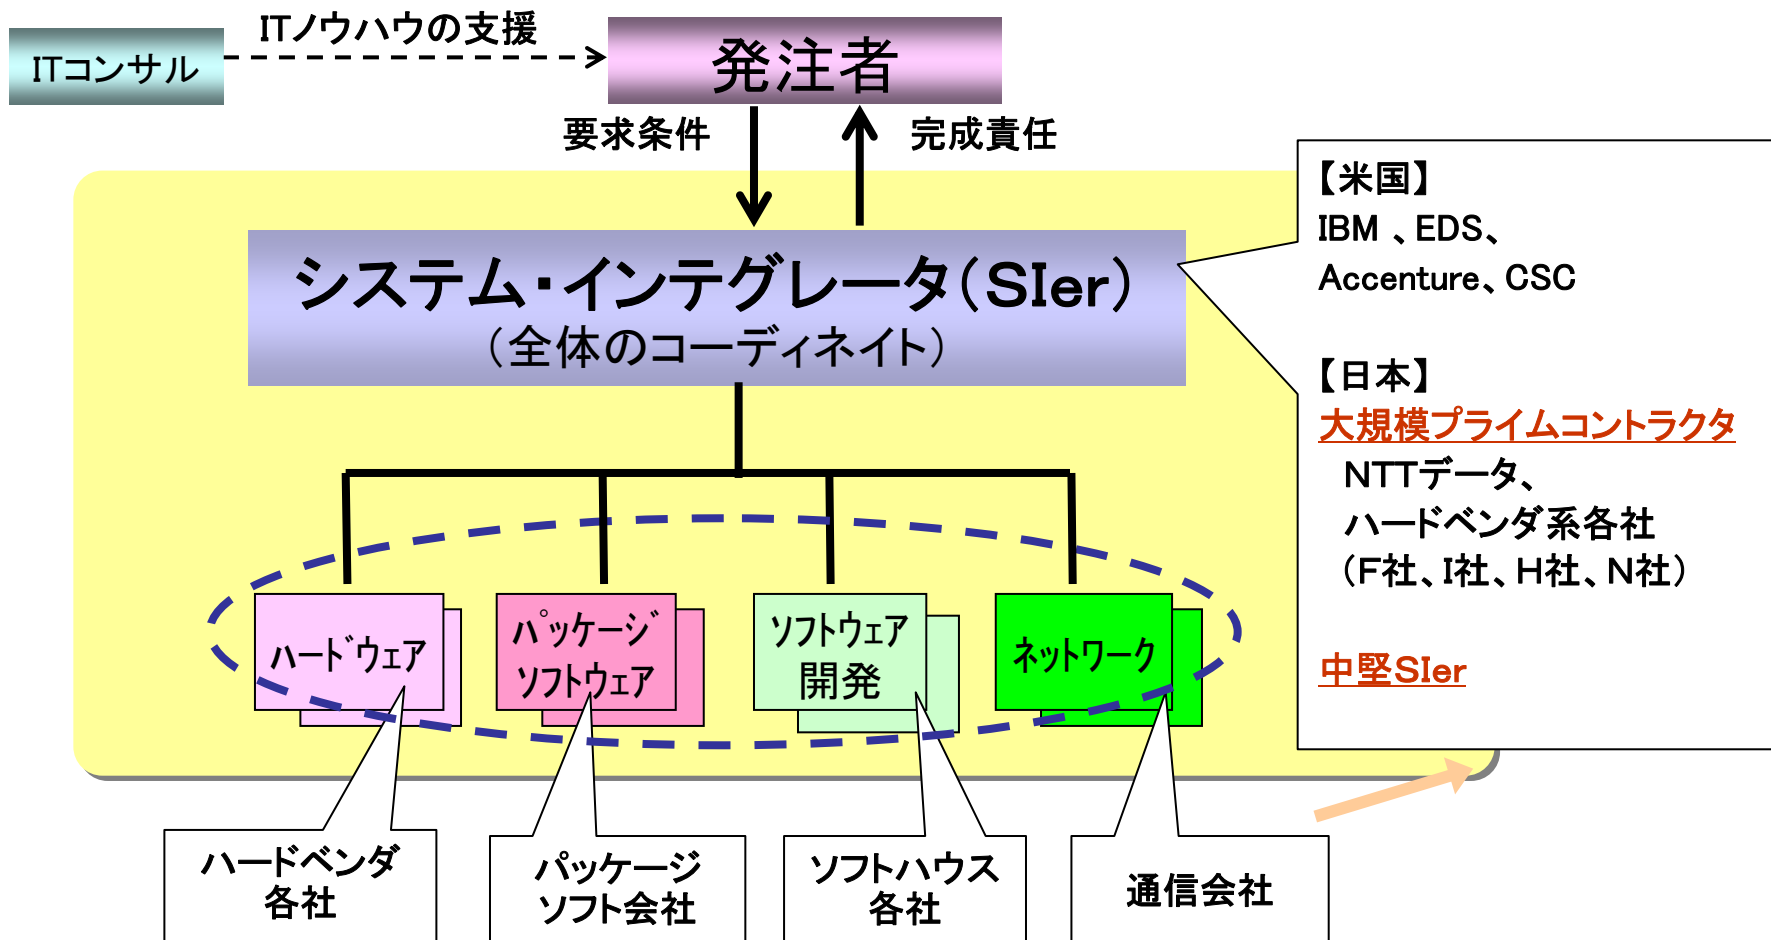 ITノウハウの支援
ITコンサル
発注者
要求条件
完成責任
システム・インテグレータ(SIer)
(全体のコーディネイト)
【米国】
IBM 、EDS、
Accenture、CSC
【日本】
大規模プライムコントラクタ
NTTデータ、
ハードベンダ系各社
(F社、I社、H社、N社)
中堅SIer
ﾊｰﾄﾞｳｪｱ
ﾊﾟｯｹｰｼﾞ
ｿﾌﾄｳｪｱ
ｿﾌﾄｳｪｱ
開発
ﾈｯﾄﾜｰｸ
ハードベンダ
各社
パッケージ
ソフト会社
ソフトハウス
各社
通信会社